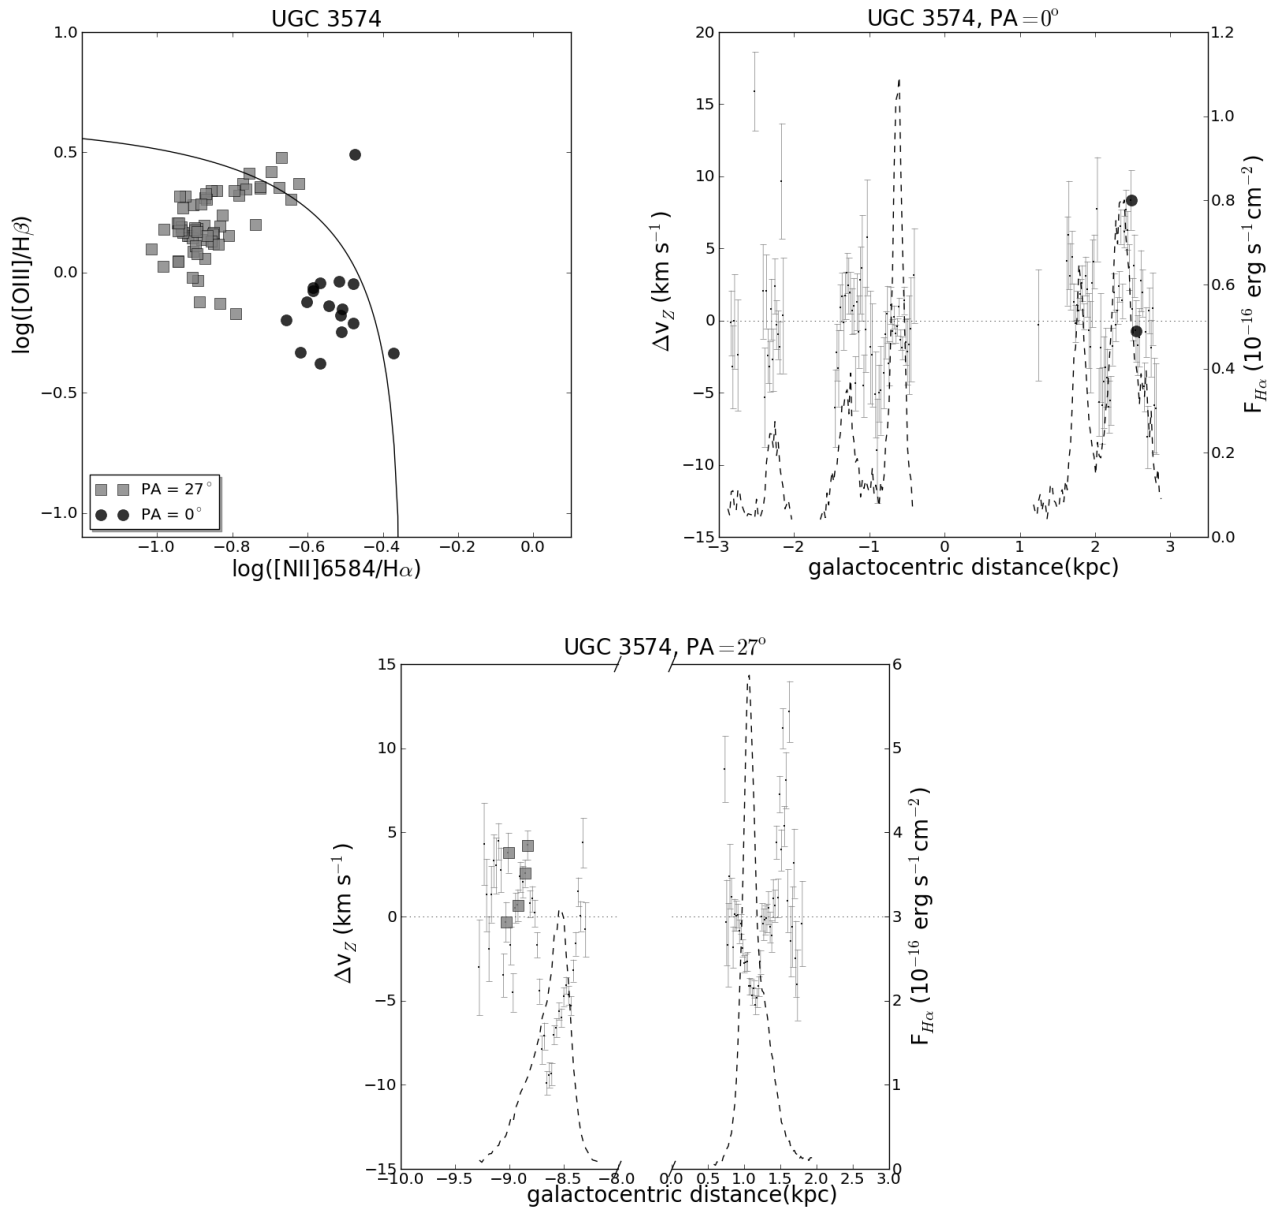 UGC 3574
1.0
0.5
0.0
−0.5
−1.0
log([OIII]/Hβ)
PA = 27°
PA = 0°
−1.0 −0.8 −0.6 −0.4 −0.2 0.0
log([NII]6584/Hα)
UGC 3574, PA = 0°
20
15
10
5
0
−5
−10
−15
Δv_Z (km s⁻¹)
1.2
1.0
0.8
0.6
0.4
0.2
0.0
F_Hα (10⁻¹⁶ erg s⁻¹cm⁻²)
−3 −2 −1 0 1 2 3
galactocentric distance(kpc)
UGC 3574, PA = 27°
15
10
5
0
−5
−10
−15
Δv_Z (km s⁻¹)
6
5
4
3
2
1
0
F_Hα (10⁻¹⁶ erg s⁻¹cm⁻²)
−10.0 −9.5 −9.0 −8.5 −8.0 0.0 0.5 1.0 1.5 2.0 2.5 3.0
galactocentric distance(kpc)